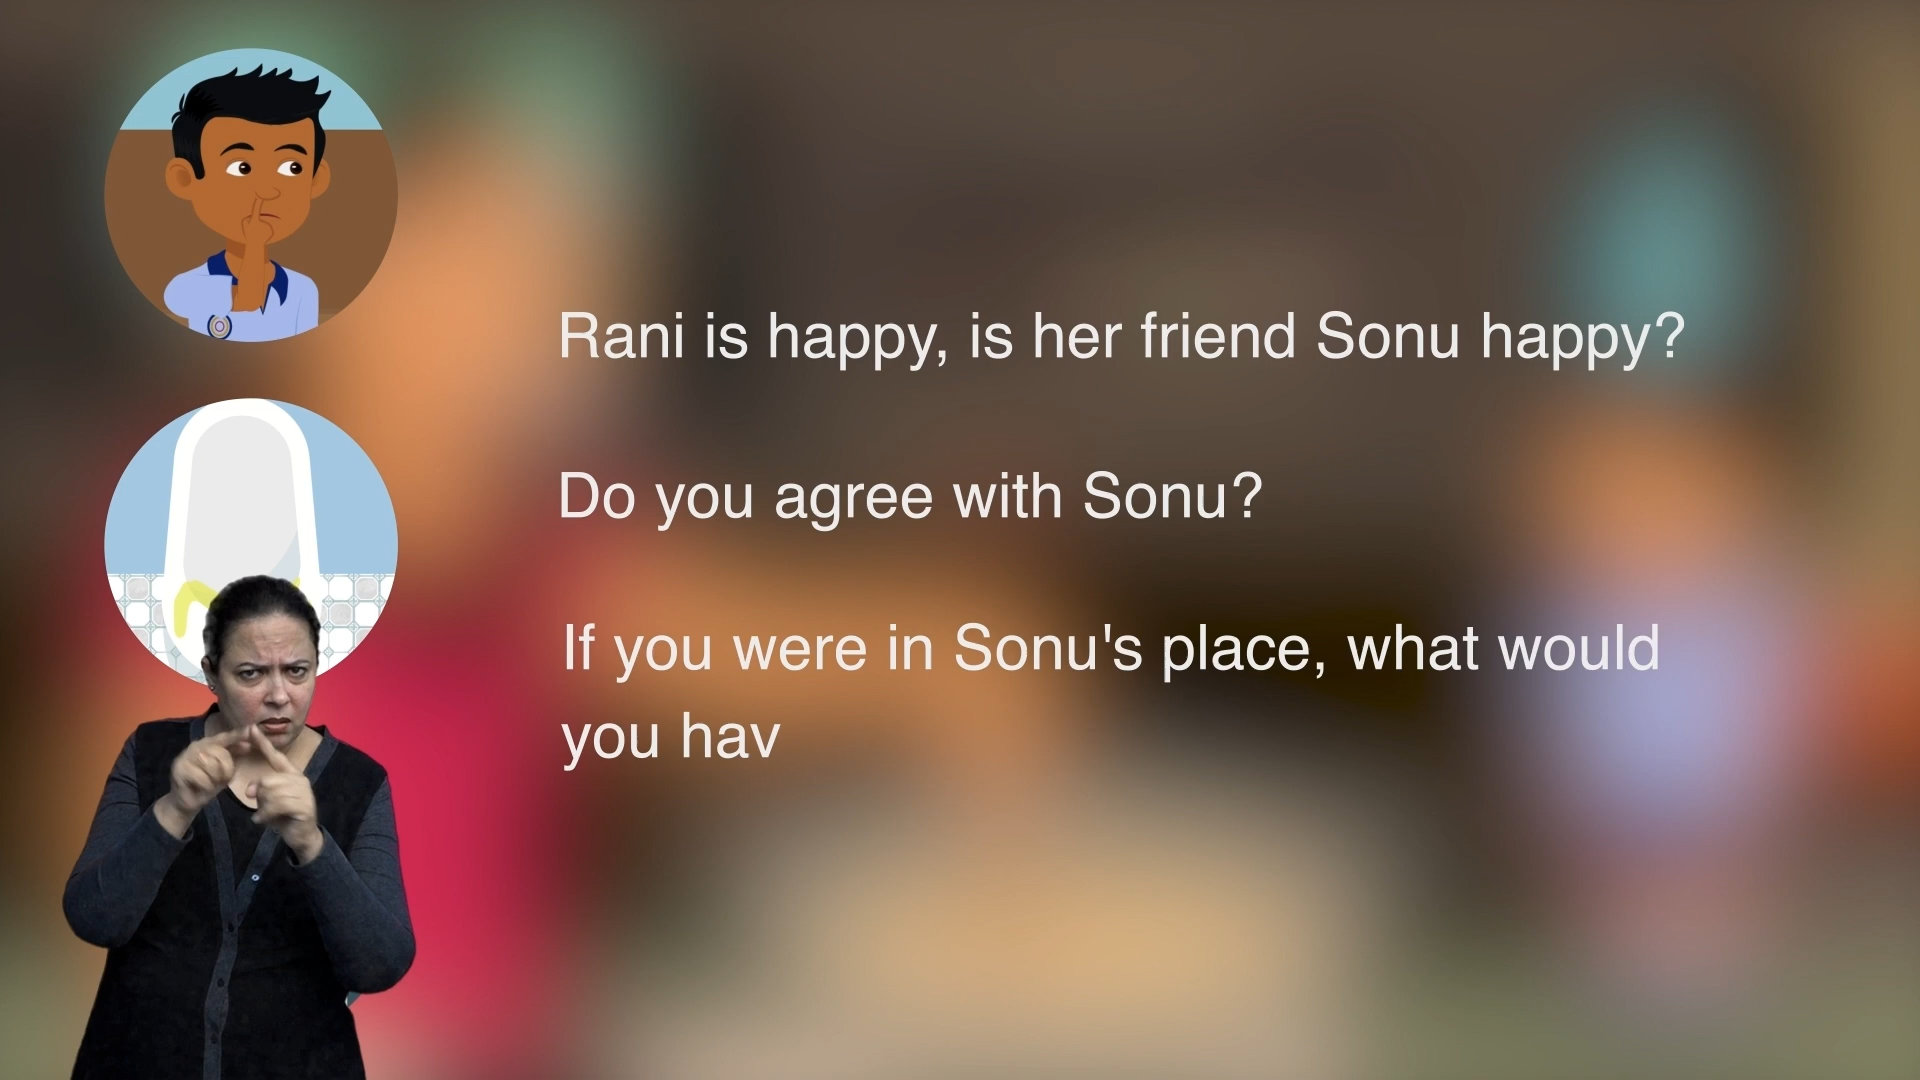 Rani is happy, is her friend Sonu happy?
Do you agree with Sonu?
If you were in Sonu's place, what would
you hav